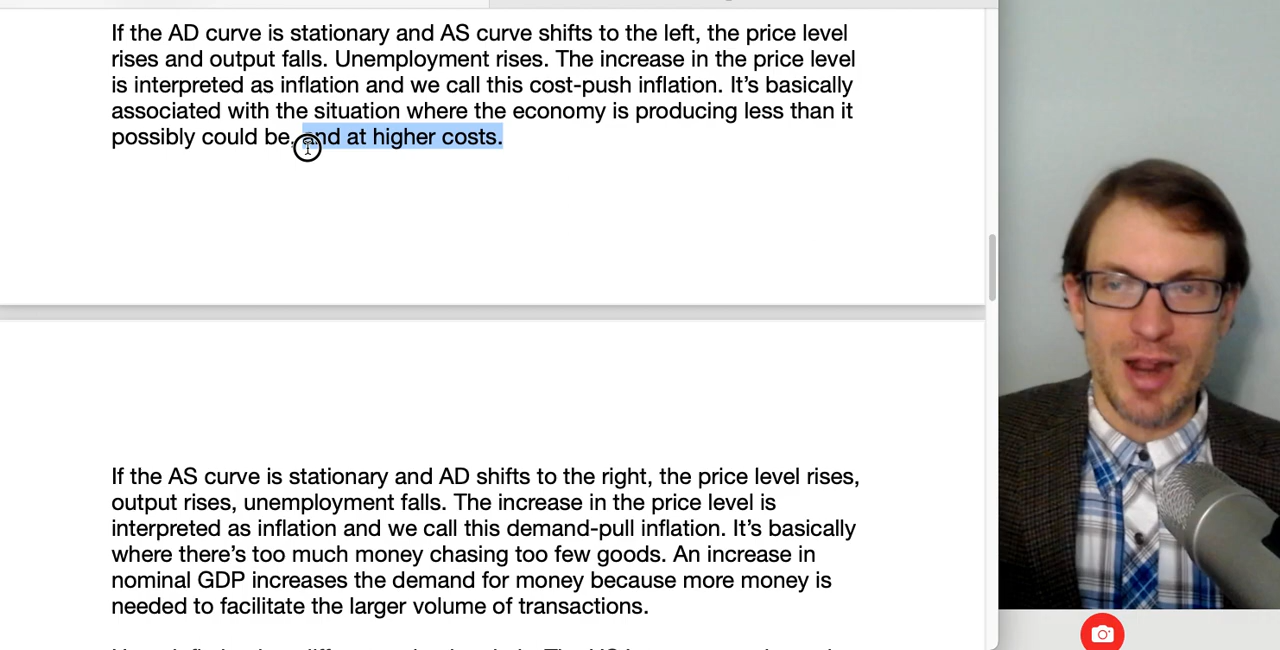 If the AD curve is stationary and AS curve shifts to the left, the price level
rises and output falls. Unemployment rises. The increase in the price level
is interpreted as inflation and we call this cost-push inflation. It’s basically
associated with the situation where the economy is producing less than it
possibly could be, and at higher costs.
If the AS curve is stationary and AD shifts to the right, the price level rises,
output rises, unemployment falls. The increase in the price level is
interpreted as inflation and we call this demand-pull inflation. It’s basically
where there’s too much money chasing too few goods. An increase in
nominal GDP increases the demand for money because more money is
needed to facilitate the larger volume of transactions.